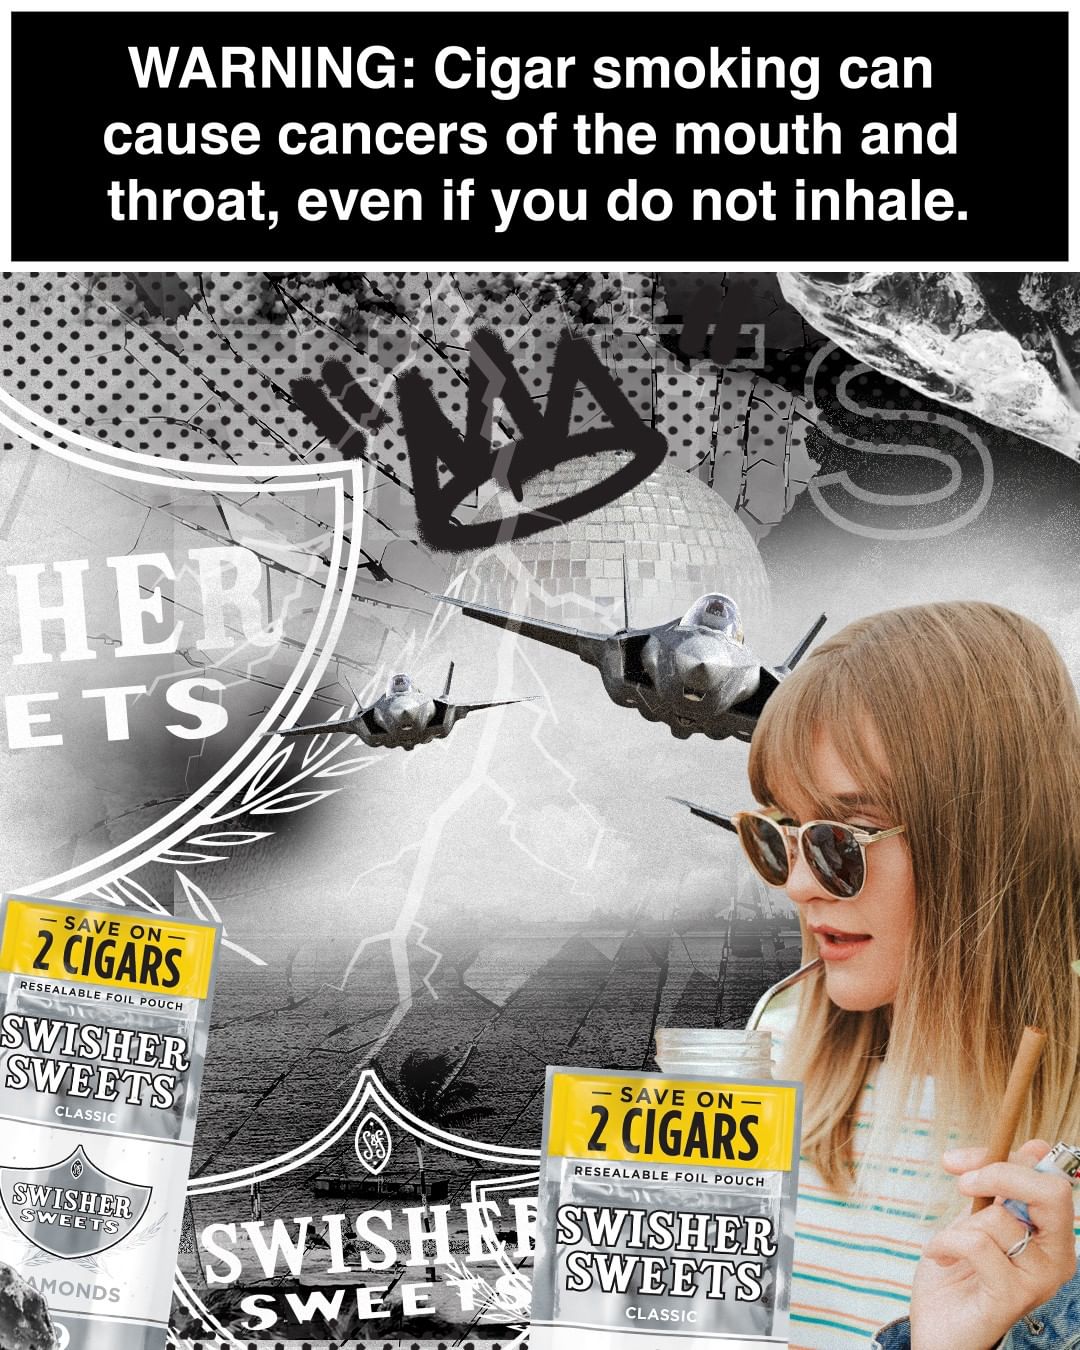 WARNING: Cigar smoking can
cause cancers of the mouth and
throat, even if you do not inhale.
S
HER
ETS
— SAVE ON —
2 CIGARS
RESEALABLE FOIL POUCH
SWISHER
SWEETS
CLASSIC
SWISHER
SWEETS
AMONDS
SWISHER
SWEETS
— SAVE ON —
2 CIGARS
RESEALABLE FOIL POUCH
SWISHER
SWEETS
CLASSIC